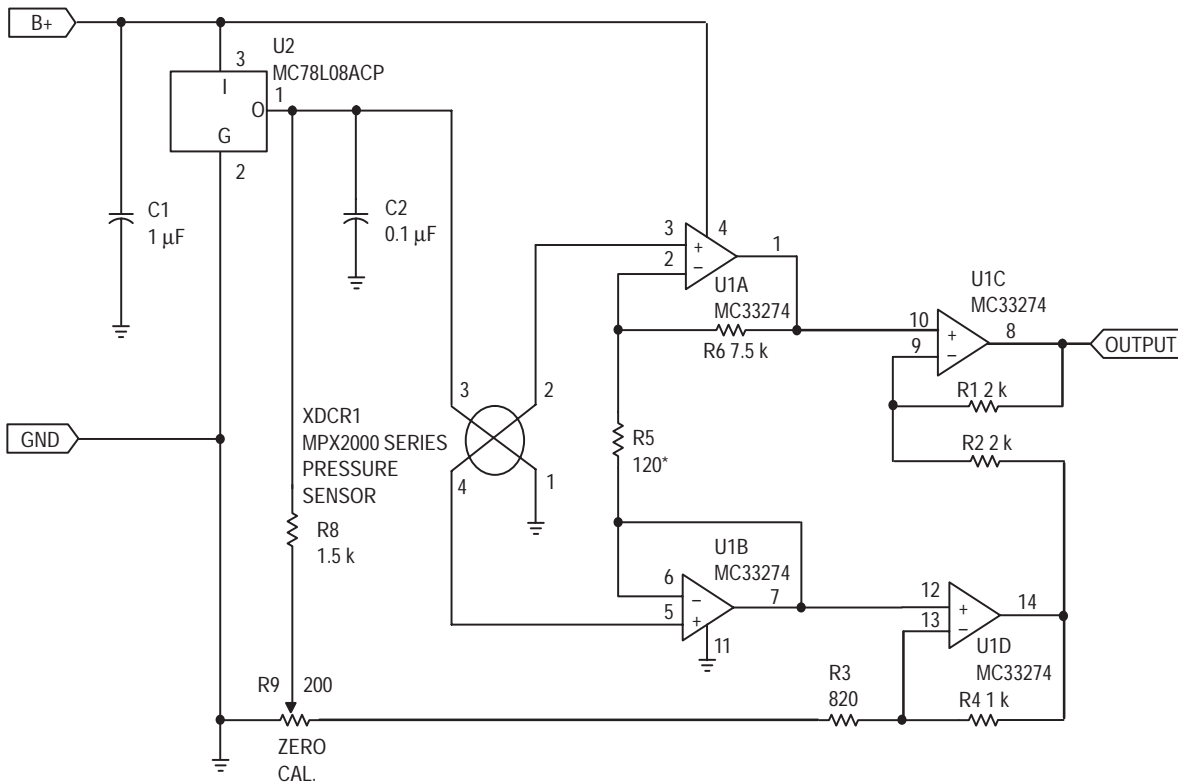 B+
U2
MC78L08ACP
3
I
1
O
G
2
C1
1 µF
C2
0.1 µF
3
4
+
1
2
−
U1A
MC33274
R6 7.5 k
U1C
MC33274
10
+
8
9
−
OUTPUT
R1 2 k
R2 2 k
GND
XDCR1
MPX2000 SERIES
PRESSURE
SENSOR
3
2
4
1
R5
120*
R8
1.5 k
U1B
MC33274
6
−
7
5
+
11
12
+
14
13
−
U1D
MC33274
R3
820
R4 1 k
R9 200
ZERO
CAL.